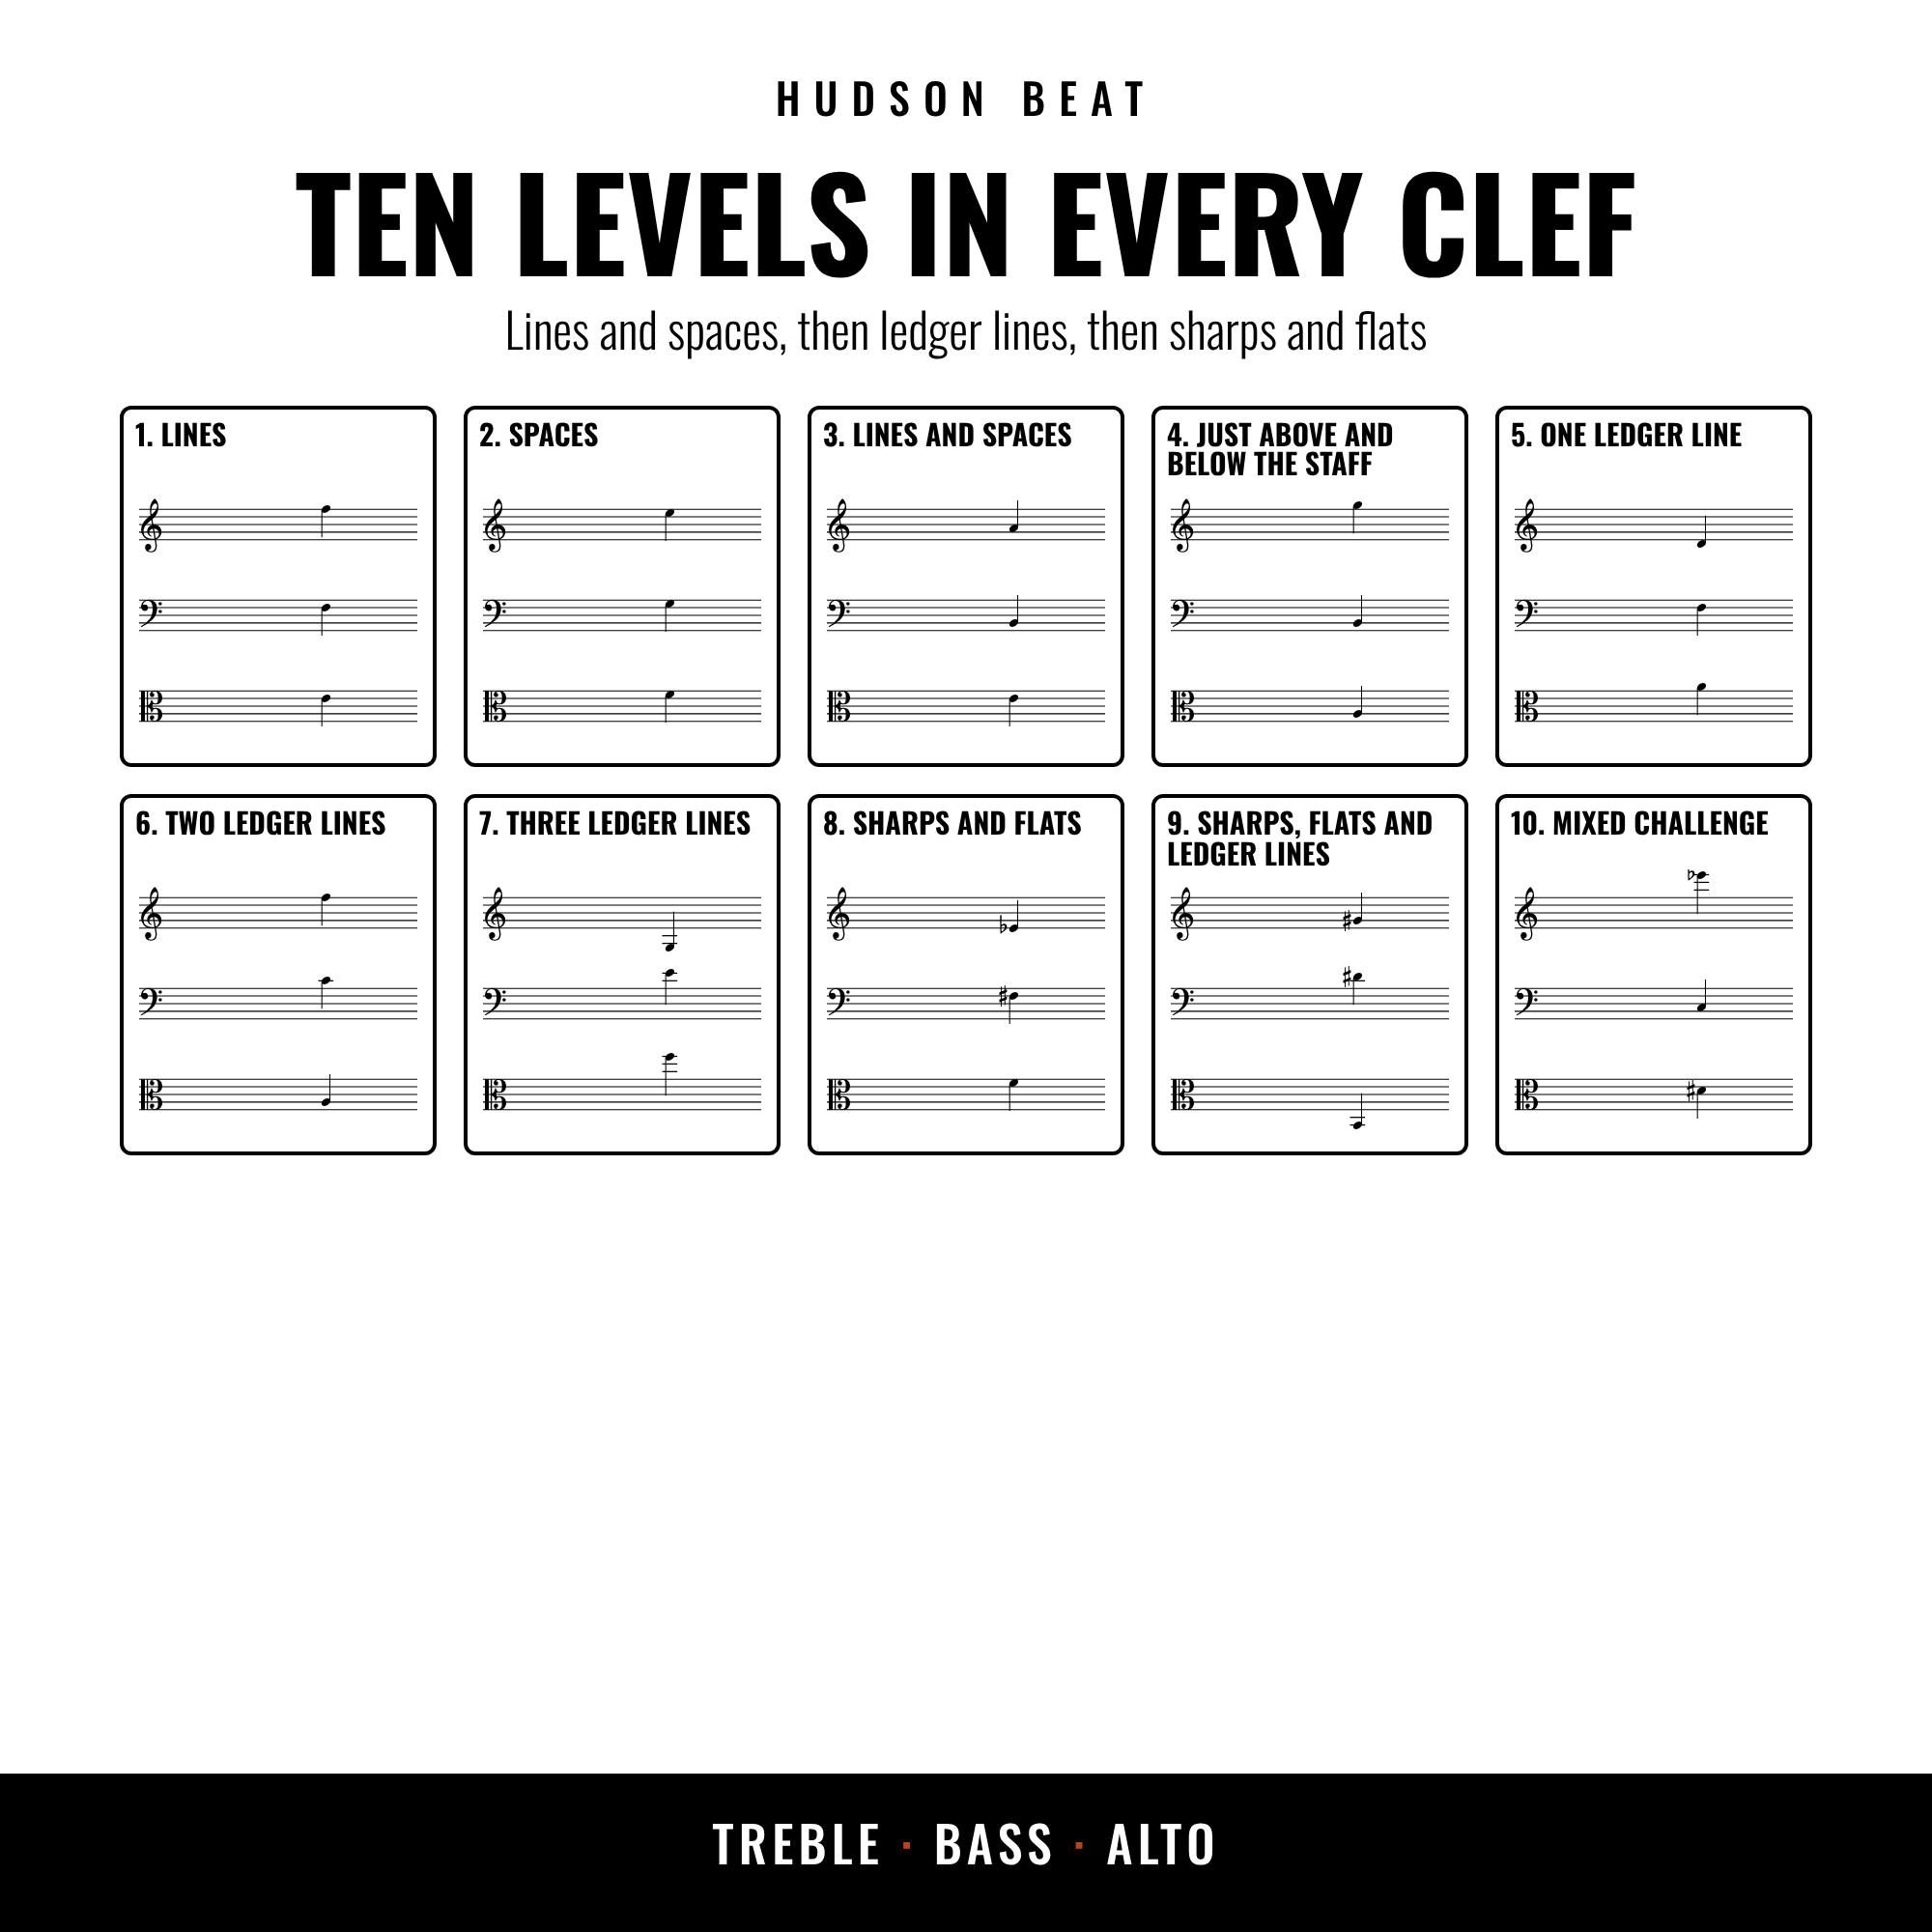 HUDSON BEAT
TEN LEVELS IN EVERY CLEF
Lines and spaces, then ledger lines, then sharps and flats
1. LINES
2. SPACES
3. LINES AND SPACES
4. JUST ABOVE AND
BELOW THE STAFF
5. ONE LEDGER LINE
6. TWO LEDGER LINES
7. THREE LEDGER LINES
8. SHARPS AND FLATS
9. SHARPS, FLATS AND
LEDGER LINES
10. MIXED CHALLENGE
TREBLE · BASS · ALTO